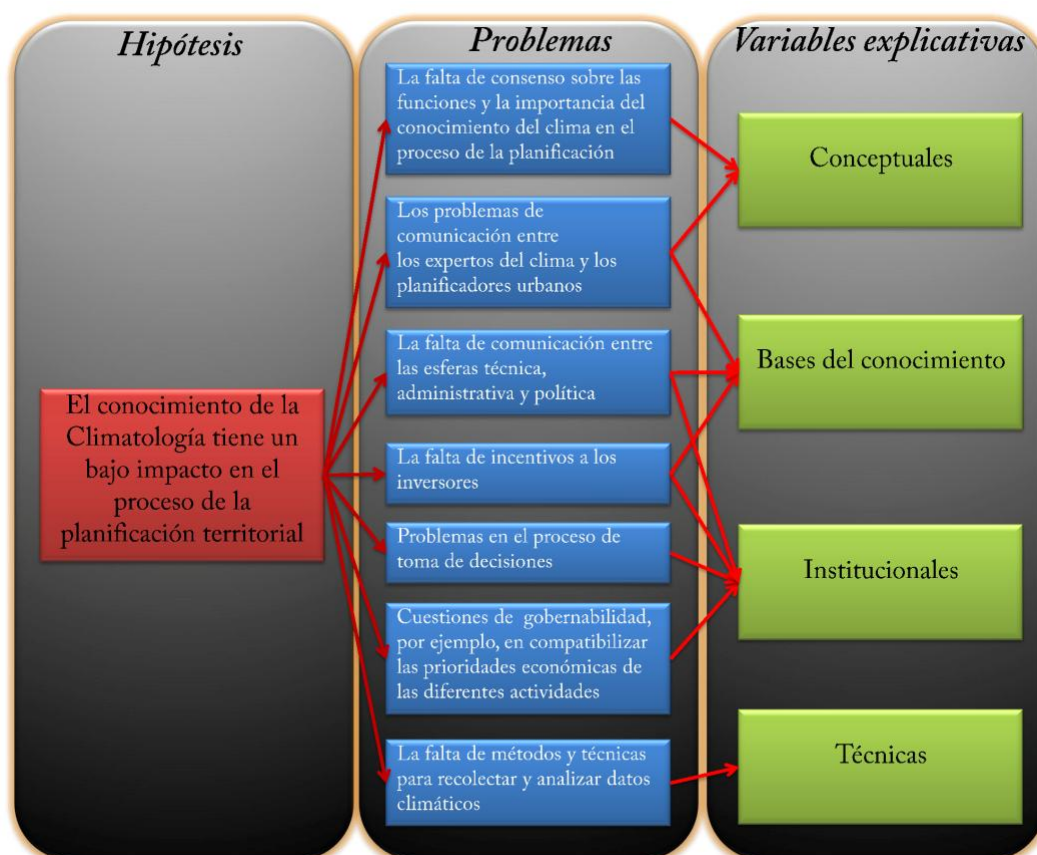 Hipótesis
Problemas
Variables explicativas
El conocimiento de la
Climatología tiene un
bajo impacto en el
proceso de la
planificación territorial
La falta de consenso sobre las
funciones y la importancia del
conocimiento del clima en el
proceso de la planificación
Los problemas de
comunicación entre
los expertos del clima y los
planificadores urbanos
La falta de comunicación entre
las esferas técnica,
administrativa y política
La falta de incentivos a los
inversores
Problemas en el proceso de
toma de decisiones
Cuestiones de gobernabilidad,
por ejemplo, en compatibilizar
las prioridades económicas de
las diferentes actividades
La falta de métodos y técnicas
para recolectar y analizar datos
climáticos
Conceptuales
Bases del conocimiento
Institucionales
Técnicas